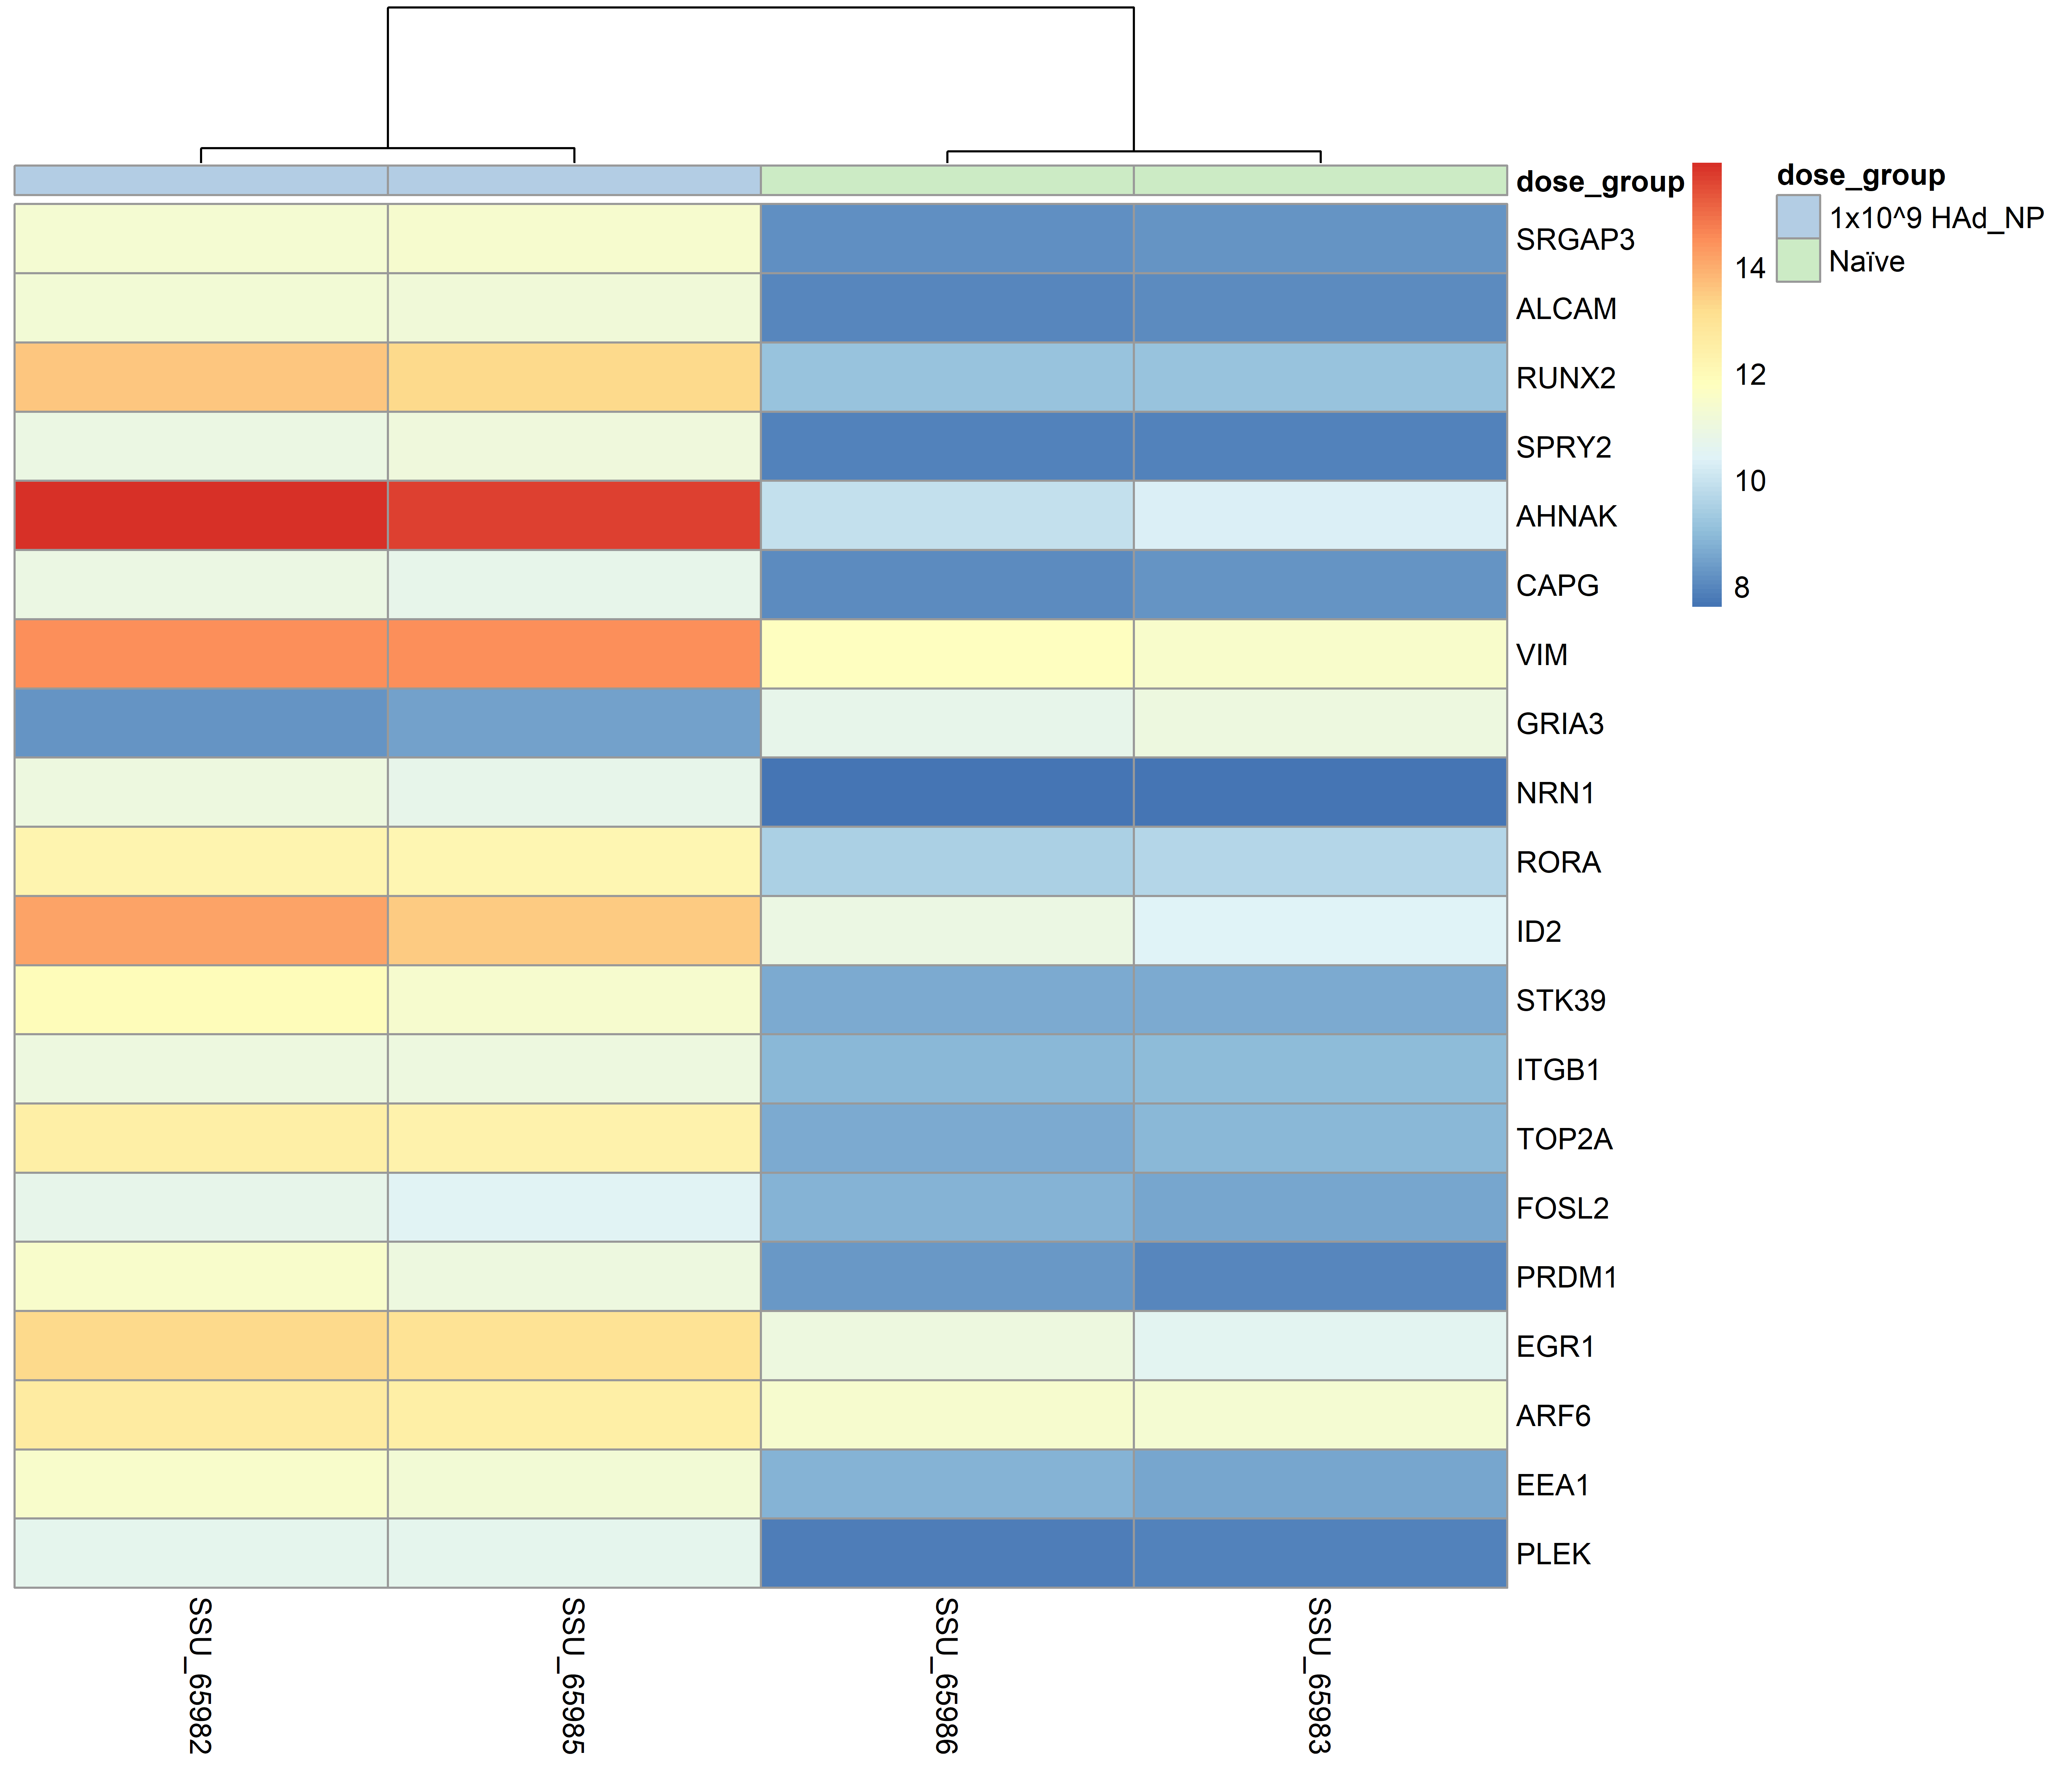 dose_group
SRGAP3
ALCAM
RUNX2
SPRY2
AHNAK
CAPG
VIM
GRIA3
NRN1
RORA
ID2
STK39
ITGB1
TOP2A
FOSL2
PRDM1
EGR1
ARF6
EEA1
PLEK
14
12
10
8
dose_group
1x10^9 HAd_NP
Naïve
SSU_65982
SSU_65985
SSU_65986
SSU_65983